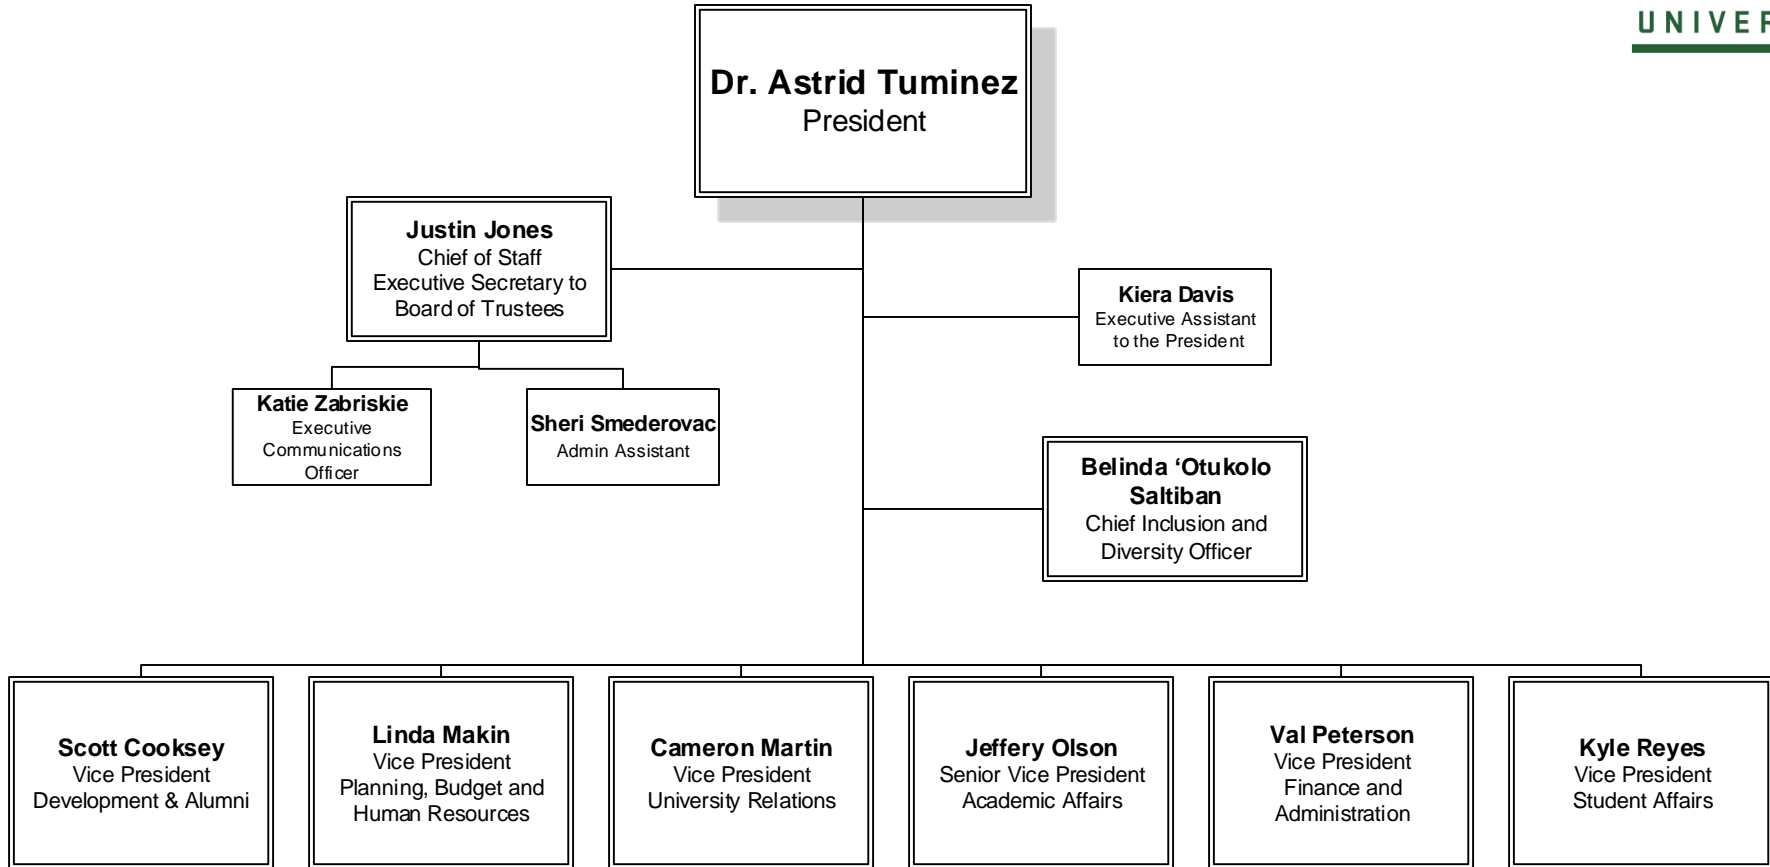 Dr. Astrid Tuminez
President
Justin Jones
Chief of Staff
Executive Secretary to
Board of Trustees
Kiera Davis
Executive Assistant
to the President
Katie Zabriskie
Executive
Communications
Officer
Sheri Smederovac
Admin Assistant
Belinda ‘Otukolo
Saltiban
Chief Inclusion and
Diversity Officer
Scott Cooksey
Vice President
Development & Alumni
Linda Makin
Vice President
Planning, Budget and
Human Resources
Cameron Martin
Vice President
University Relations
Jeffery Olson
Senior Vice President
Academic Affairs
Val Peterson
Vice President
Finance and
Administration
Kyle Reyes
Vice President
Student Affairs